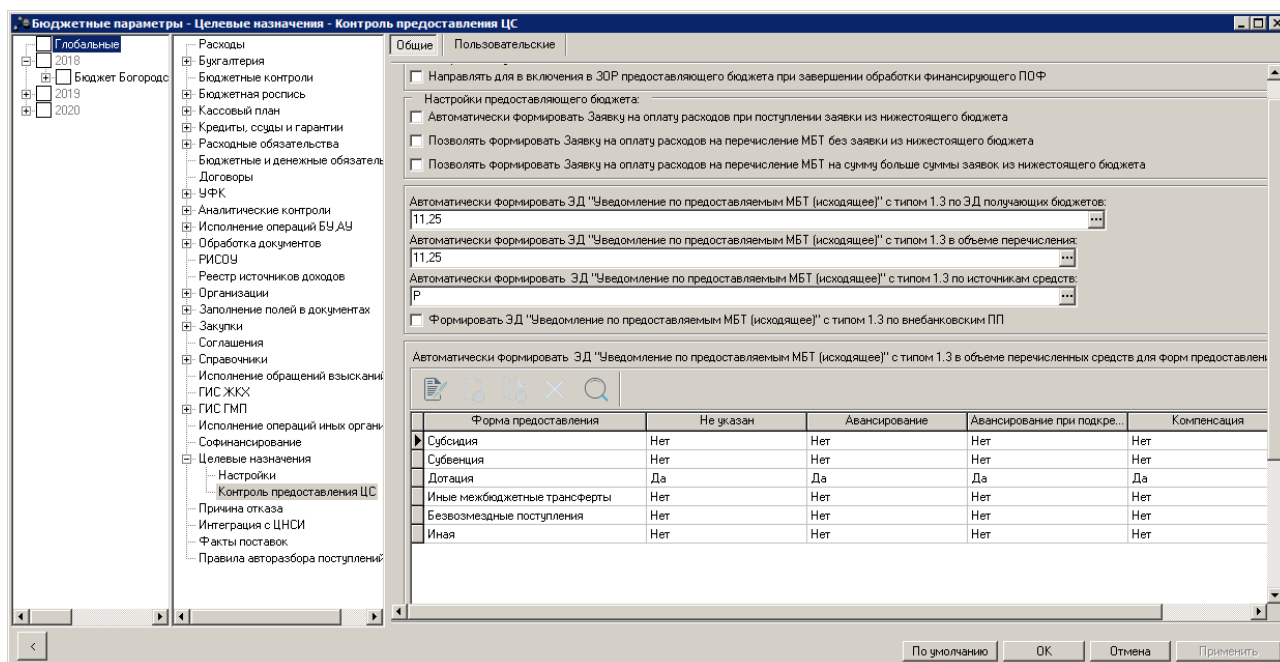 Бюджетные параметры - Целевые назначения - Контроль предоставления ЦС
Глобальные
2018
Бюджет Богородс
2019
2020
Расходы
Бухгалтерия
Бюджетные контроли
Бюджетная роспись
Кассовый план
Кредиты, ссуды и гарантии
Расходные обязательства
Бюджетные и денежные обязатель
Договоры
УФК
Аналитические контроли
Исполнение операций БУ,АУ
Обработка документов
РИСОУ
Реестр источников доходов
Организации
Заполнение полей в документах
Закупки
Соглашения
Справочники
Исполнение обращений взысканий
ГИС ЖКХ
ГИС ГМП
Исполнение операций иных органи
Софинансирование
Целевые назначения
Настройки
Контроль предоставления ЦС
Причина отказа
Интеграция с ЦНСИ
Факты поставок
Правила авторазбора поступлений
Общие Пользовательские
Направлять для в включения в ЗОР предоставляющего бюджета при завершении обработки финансирующего ПОФ
Настройки предоставляющего бюджета:
Автоматически формировать Заявку на оплату расходов при поступлении заявки из нижестоящего бюджета
Позволять формировать Заявку на оплату расходов на перечисление МБТ без заявки из нижестоящего бюджета
Позволять формировать Заявку на оплату расходов на перечисление МБТ на сумму больше суммы заявок из нижестоящего бюджета
Автоматически формировать ЭД "Уведомление по предоставляемым МБТ (исходящее)" с типом 1.3 по ЭД получающих бюджетов:
11,25
Автоматически формировать ЭД "Уведомление по предоставляемым МБТ (исходящее)" с типом 1.3 в объеме перечисления:
11,25
Автоматически формировать ЭД "Уведомление по предоставляемым МБТ (исходящее)" с типом 1.3 по источникам средств:
Р
Формировать ЭД "Уведомление по предоставляемым МБТ (исходящее)" с типом 1.3 по внебанковским ПП
Автоматически формировать ЭД "Уведомление по предоставляемым МБТ (исходящее)" с типом 1.3 в объеме перечисленных средств для форм предоставлени
Форма предоставления Не указан Авансирование Авансирование при подкре... Компенсация
Субсидия Нет Нет Нет Нет
Субвенция Нет Нет Нет Нет
Дотация Да Да Да Да
Иные межбюджетные трансферты Нет Нет Нет Нет
Безвозмездные поступления Нет Нет Нет Нет
Иная Нет Нет Нет Нет
< По умолчанию OK Отмена Применить